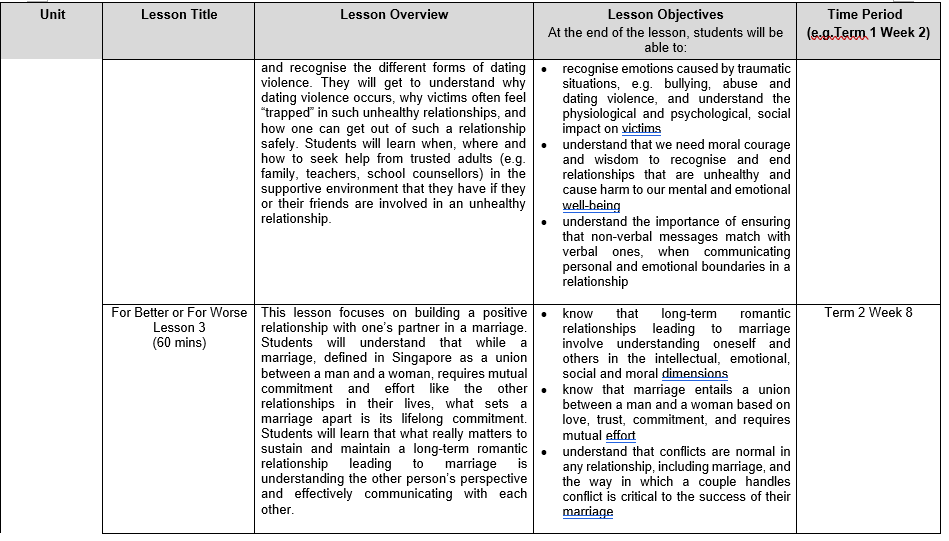 Unit
Lesson Title
Lesson Overview
Lesson Objectives
At the end of the lesson, students will be
able to:
Time Period
(e.g.Term 1 Week 2)
and recognise the different forms of dating
violence. They will get to understand why
dating violence occurs, why victims often feel
“trapped” in such unhealthy relationships, and
how one can get out of such a relationship
safely. Students will learn when, where and
how to seek help from trusted adults (e.g.
family, teachers, school counsellors) in the
supportive environment that they have if they
or their friends are involved in an unhealthy
relationship.
• recognise emotions caused by traumatic
situations, e.g. bullying, abuse and
dating violence, and understand the
physiological and psychological, social
impact on victims
• understand that we need moral courage
and wisdom to recognise and end
relationships that are unhealthy and
cause harm to our mental and emotional
well-being
• understand the importance of ensuring
that non-verbal messages match with
verbal ones, when communicating
personal and emotional boundaries in a
relationship
For Better or For Worse
Lesson 3
(60 mins)
This lesson focuses on building a positive
relationship with one’s partner in a marriage.
Students will understand that while a
marriage, defined in Singapore as a union
between a man and a woman, requires mutual
commitment and effort like the other
relationships in their lives, what sets a
marriage apart is its lifelong commitment.
Students will learn that what really matters to
sustain and maintain a long-term romantic
relationship leading to marriage is
understanding the other person’s perspective
and effectively communicating with each
other.
• know that long-term romantic
relationships leading to marriage
involve understanding oneself and
others in the intellectual, emotional,
social and moral dimensions
• know that marriage entails a union
between a man and a woman based on
love, trust, commitment, and requires
mutual effort
• understand that conflicts are normal in
any relationship, including marriage, and
the way in which a couple handles
conflict is critical to the success of their
marriage
Term 2 Week 8